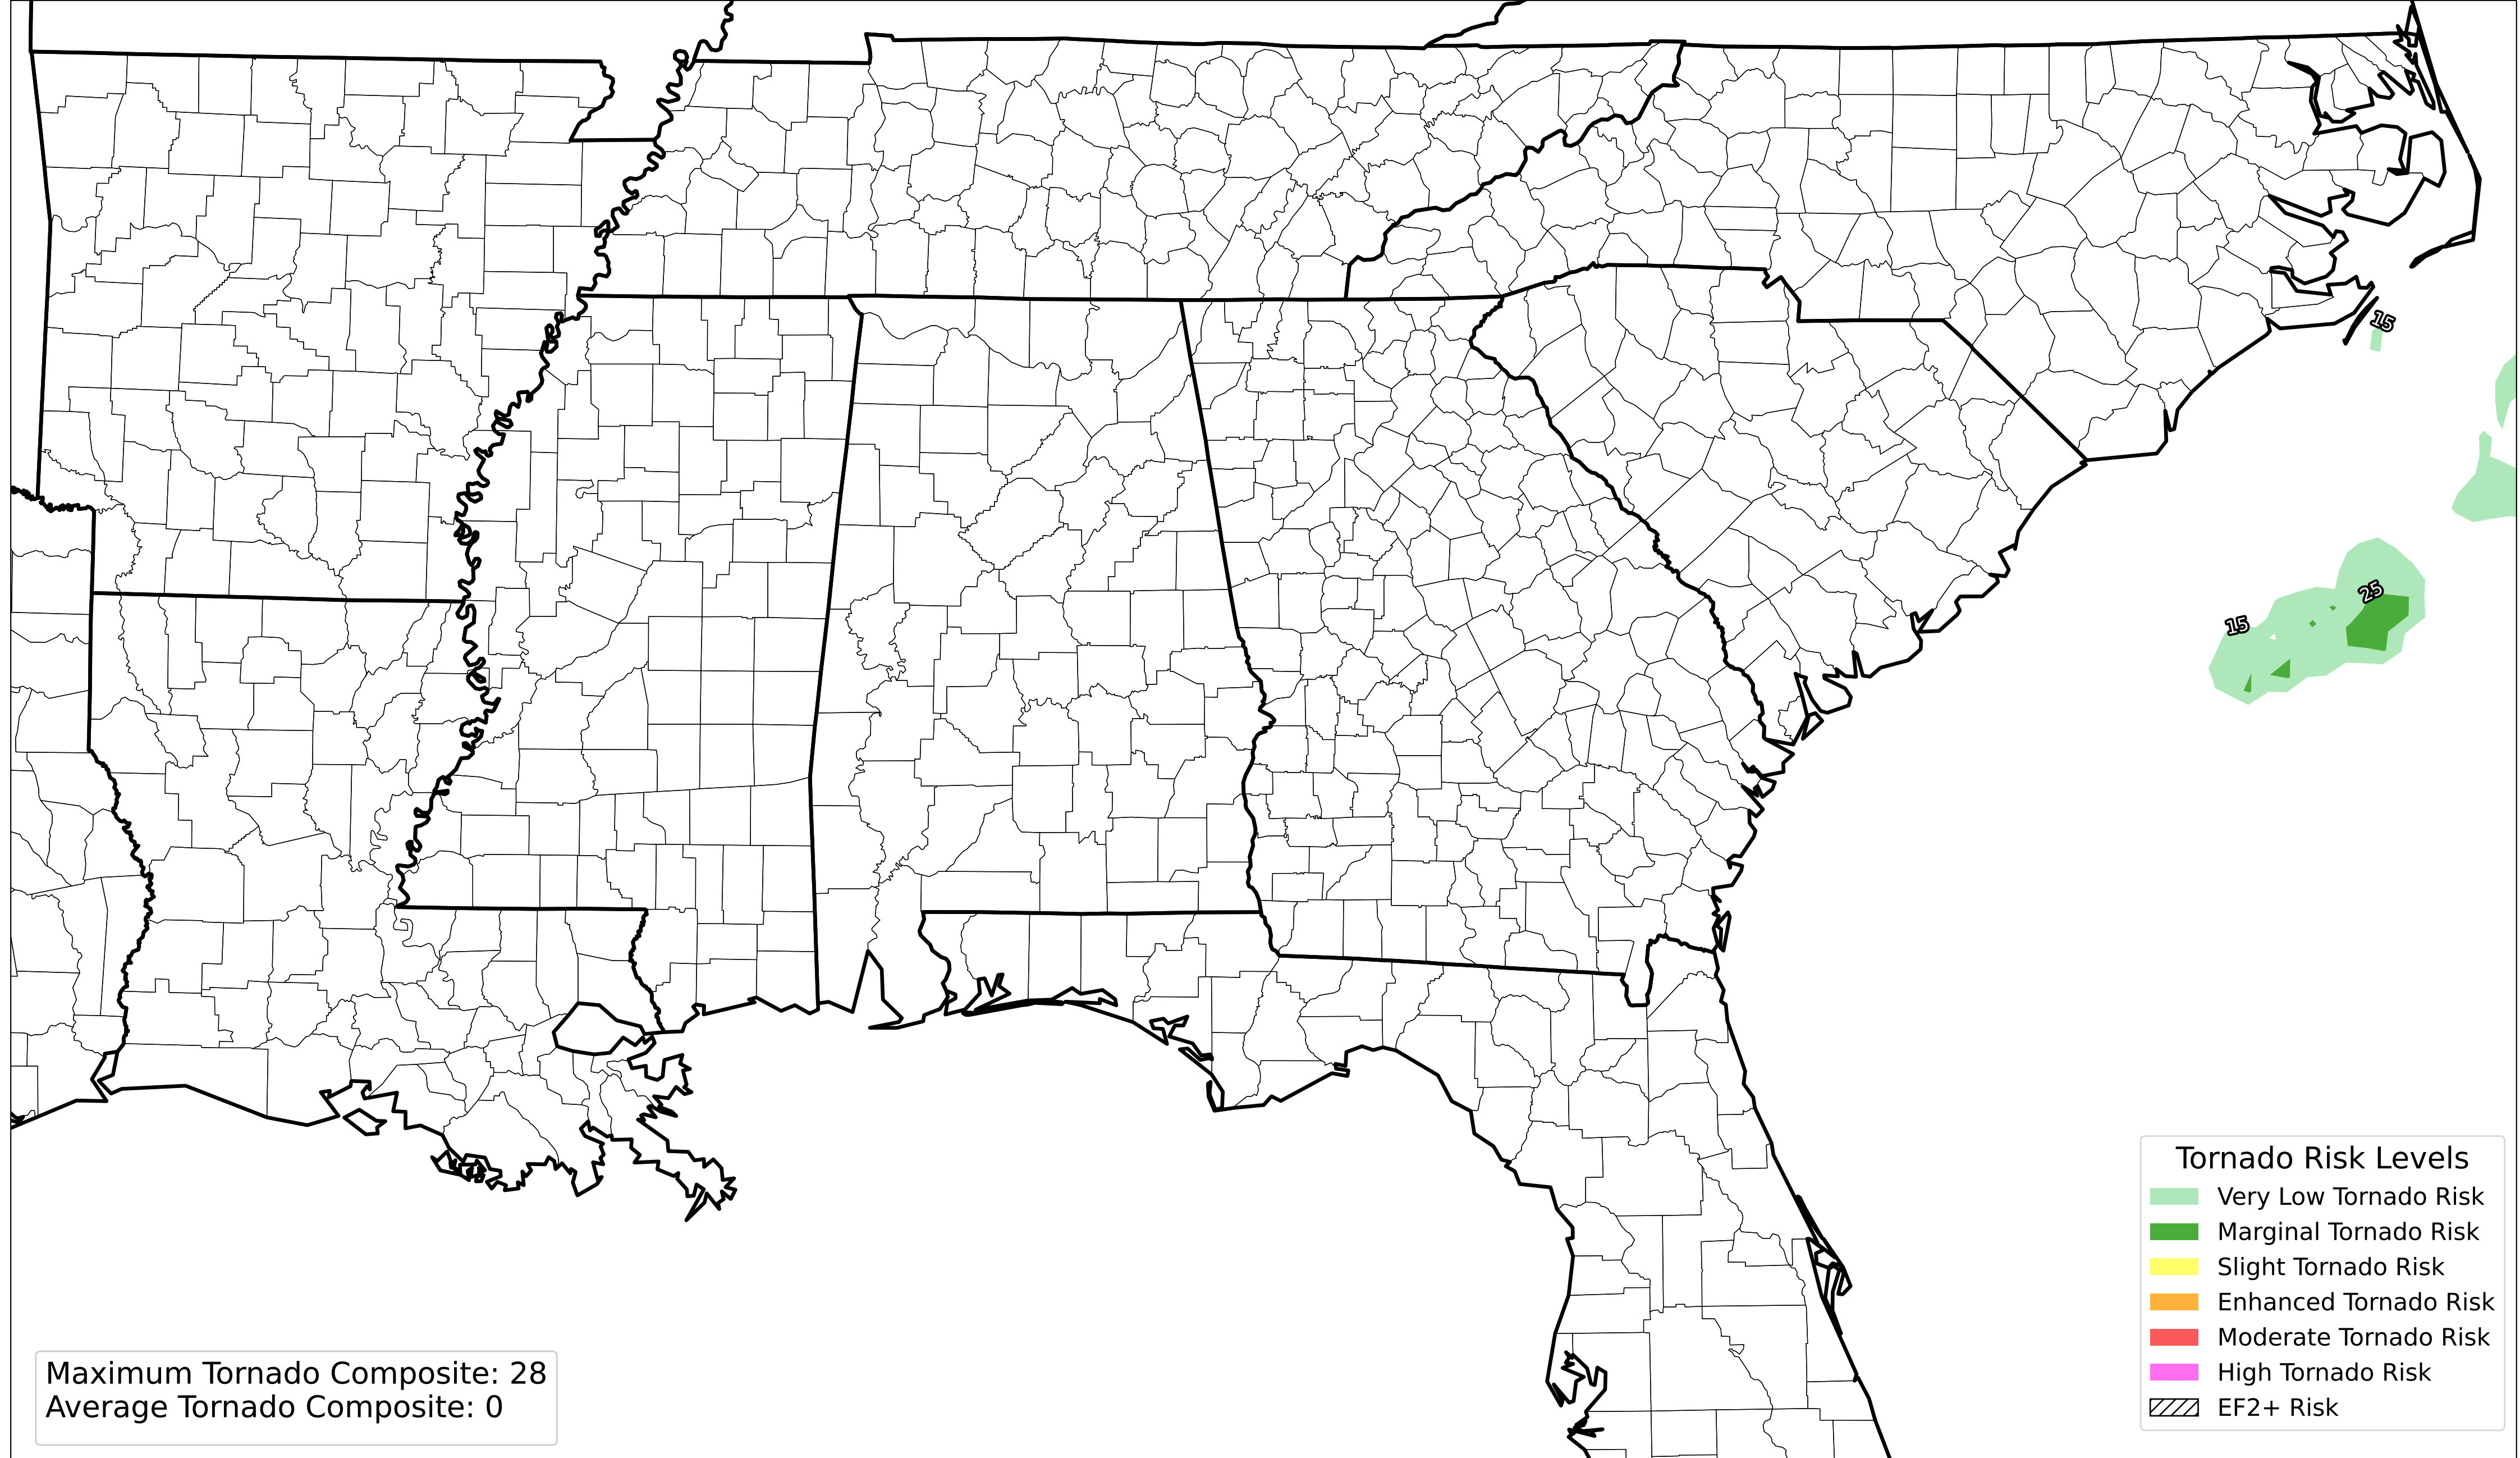 15
25
15
Tornado Risk Levels
Very Low Tornado Risk
Marginal Tornado Risk
Slight Tornado Risk
Enhanced Tornado Risk
Moderate Tornado Risk
High Tornado Risk
EF2+ Risk
Maximum Tornado Composite: 28
Average Tornado Composite: 0